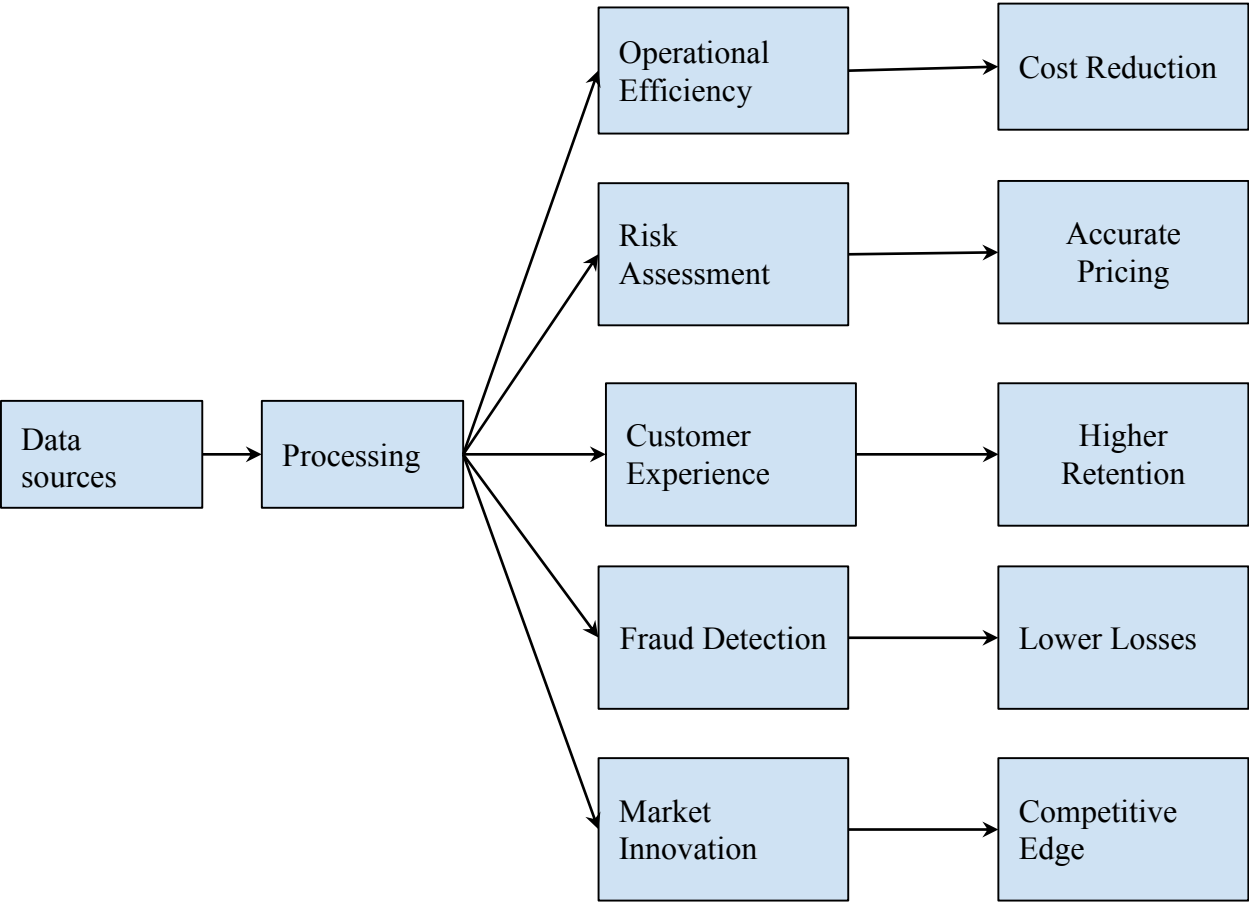 Operational
Efficiency
Cost Reduction
Risk
Assessment
Accurate
Pricing
Data
sources
Processing
Customer
Experience
Higher
Retention
Fraud Detection
Lower Losses
Market
Innovation
Competitive
Edge